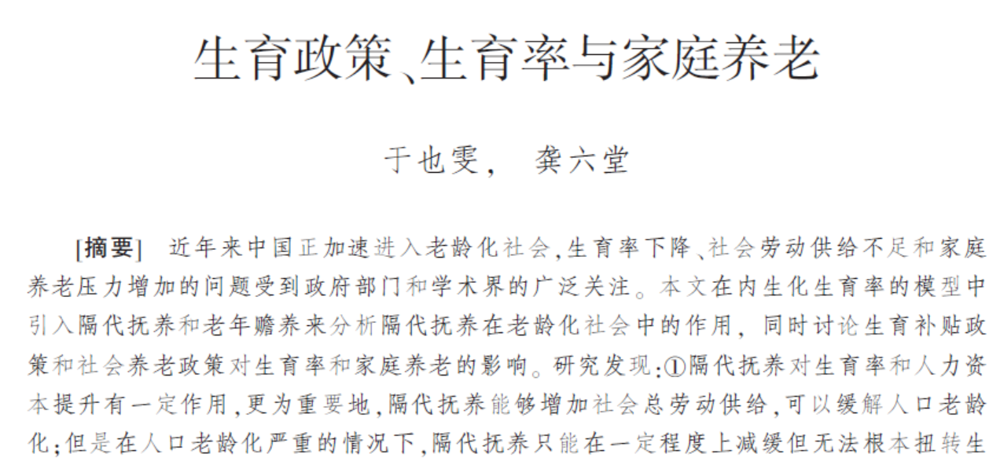 生育政策、生育率与家庭养老
于也雯， 龚六堂
[摘要] 近年来中国正加速进入老龄化社会,生育率下降、社会劳动供给不足和家庭
养老压力增加的问题受到政府部门和学术界的广泛关注。本文在内生化生育率的模型中
引入隔代抚养和老年赡养来分析隔代抚养在老龄化社会中的作用，同时讨论生育补贴政
策和社会养老政策对生育率和家庭养老的影响。研究发现:①隔代抚养对生育率和人力资
本提升有一定作用,更为重要地,隔代抚养能够增加社会总劳动供给,可以缓解人口老龄
化;但是在人口老龄化严重的情况下,隔代抚养只能在一定程度上减缓但无法根本扭转生